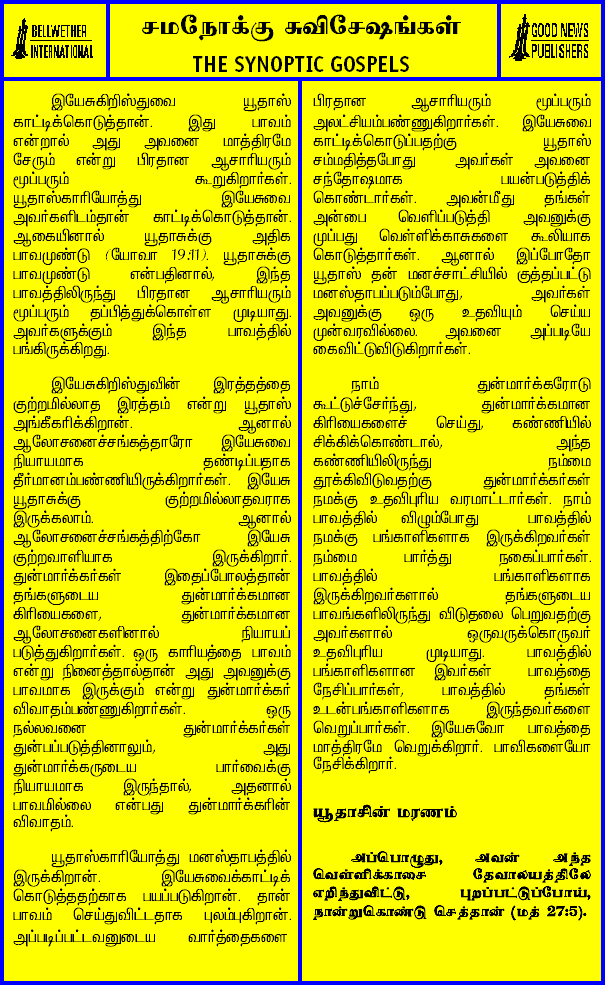 BELLWETHER
INTERNATIONAL
சமநோக்கு சுவிசேஷங்கள்
THE SYNOPTIC GOSPELS
GOOD NEWS
PUBLISHERS
இயேசுகிறிஸ்துவை யூதாஸ்
காட்டிக்கொடுத்தான். இது பாவம்
என்றால் அது அவனை மாத்திரமே
சேரும் என்று பிரதான ஆசாரியரும்
மூப்பரும் கூறுகிறார்கள்.
யூதாஸ்காரியோத்து இயேசுவை
அவர்களிடம்தான் காட்டிக்கொடுத்தான்.
ஆகையினால் யூதாசுக்கு அதிக
பாவமுண்டு (யோவா 19:11). யூதாசுக்கு
பாவமுண்டு என்பதினால், இந்த
பாவத்திலிருந்து பிரதான ஆசாரியரும்
மூப்பரும் தப்பித்துக்கொள்ள முடியாது.
அவர்களுக்கும் இந்த பாவத்தில்
பங்கிருக்கிறது.
இயேசுகிறிஸ்துவின் இரத்தத்தை
குற்றமில்லாத இரத்தம் என்று யூதாஸ்
அங்கீகரிக்கிறான். ஆனால்
ஆலோசனைச்சங்கத்தாரோ இயேசுவை
நியாயமாக தண்டிப்பதாக
தீர்மானம்பண்ணியிருக்கிறார்கள். இயேசு
யூதாசுக்கு குற்றமில்லாதவராக
இருக்கலாம். ஆனால்
ஆலோசனைச்சங்கத்திற்கோ இயேசு
குற்றவாளியாக இருக்கிறார்.
துன்மார்க்கர்கள் இதைப்போலத்தான்
தங்களுடைய துன்மார்க்கமான
கிரியைகளை, துன்மார்க்கமான
ஆலோசனைகளினால் நியாயப்
படுத்துகிறார்கள். ஒரு காரியத்தை பாவம்
என்று நினைத்தால்தான் அது அவனுக்கு
பாவமாக இருக்கும் என்று துன்மார்க்கர்
விவாதம்பண்ணுகிறார்கள். ஒரு
நல்லவனை துன்மார்க்கர்கள்
துன்பப்படுத்தினாலும், அது
துன்மார்க்கருடைய பார்வைக்கு
நியாயமாக இருந்தால், அதனால்
பாவமில்லை என்பது துன்மார்க்கரின்
விவாதம்.
யூதாஸ்காரியோத்து மனஸ்தாபத்தில்
இருக்கிறான். இயேசுவைக்காட்டிக்
கொடுத்ததற்காக பயப்படுகிறான். தான்
பாவம் செய்துவிட்டதாக புலம்புகிறான்.
அப்படிப்பட்டவனுடைய வார்த்தைகளை
பிரதான ஆசாரியரும் மூப்பரும்
அலட்சியம்பண்ணுகிறார்கள். இயேசுவை
காட்டிக்கொடுப்பதற்கு யூதாஸ்
சம்மதித்தபோது அவர்கள் அவனை
சந்தோஷமாக பயன்படுத்திக்
கொண்டார்கள். அவன்மீது தங்கள்
அன்பை வெளிப்படுத்தி அவனுக்கு
முப்பது வெள்ளிக்காசுகளை கூலியாக
கொடுத்தார்கள். ஆனால் இப்போதோ
யூதாஸ் தன் மனச்சாட்சியில் குத்தப்பட்டு
மனஸ்தாபப்படும்போது, அவர்கள்
அவனுக்கு ஒரு உதவியும் செய்ய
முன்வரவில்லை. அவனை அப்படியே
கைவிட்டுவிடுகிறார்கள்.
நாம் துன்மார்க்கரோடு
கூட்டுச்சேர்ந்து, துன்மார்க்கமான
கிரியைகளைச் செய்து, கண்ணியில்
சிக்கிக்கொண்டால், அந்த
கண்ணியிலிருந்து நம்மை
தூக்கிவிடுவதற்கு துன்மார்க்கர்கள்
நமக்கு உதவிபுரிய வரமாட்டார்கள். நாம்
பாவத்தில் விழும்போது பாவத்தில்
நமக்கு பங்காளிகளாக இருக்கிறவர்கள்
நம்மை பார்த்து நகைப்பார்கள்.
பாவத்தில் பங்காளிகளாக
இருக்கிறவர்களால் தங்களுடைய
பாவங்களிலிருந்து விடுதலை பெறுவதற்கு
அவர்களால் ஒருவருக்கொருவர்
உதவிபுரிய முடியாது. பாவத்தில்
பங்காளிகளான இவர்கள் பாவத்தை
நேசிப்பார்கள், பாவத்தில் தங்கள்
உடன்பங்காளிகளாக இருந்தவர்களை
வெறுப்பார்கள். இயேசுவோ பாவத்தை
மாத்திரமே வெறுக்கிறார். பாவிகளையோ
நேசிக்கிறார்.
யூதாசின் மரணம்
அப்பொழுது, அவன் அந்த
வெள்ளிக்காசை தேவாலயத்திலே
எறிந்துவிட்டு, புறப்பட்டுப்போய்,
நான்றுகொண்டு செத்தான் (மத் 27:5).